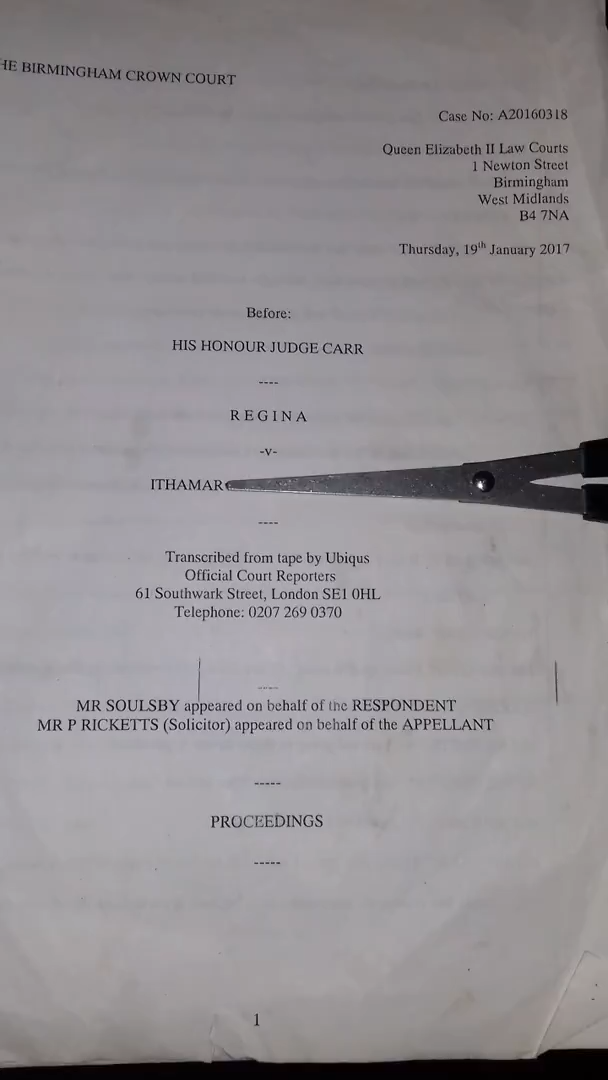 HE BIRMINGHAM CROWN COURT
Case No: A20160318
Queen Elizabeth II Law Courts
1 Newton Street
Birmingham
West Midlands
B4 7NA
Thursday, 19th January 2017
Before:
HIS HONOUR JUDGE CARR
----
R E G I N A
-v-
ITHAMAR
----
Transcribed from tape by Ubiqus
Official Court Reporters
61 Southwark Street, London SE1 0HL
Telephone: 0207 269 0370
----
MR SOULSBY appeared on behalf of the RESPONDENT
MR P RICKETTS (Solicitor) appeared on behalf of the APPELLANT
-----
PROCEEDINGS
-----
1